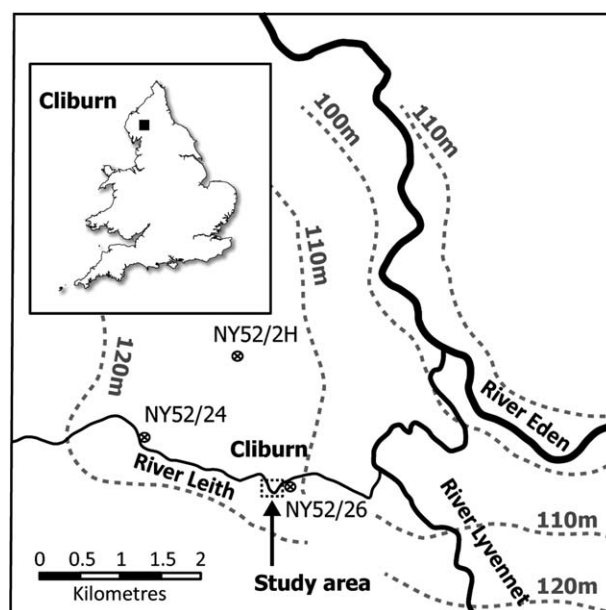 Cliburn
100m
110m
110m
120m
NY52/2H
NY52/24
Cliburn
River Eden
River Leith
NY52/26
River Lyvennet
110m
0 0.5 1 1.5 2
Kilometres
Study area
120m